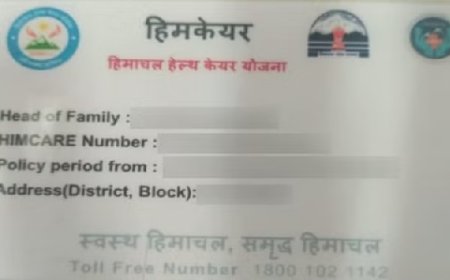 हिमकेयर
हिमाचल हेल्थ केयर योजना
Head of Family :
HIMCARE Number :
Policy period from :
Address(District, Block):
स्वस्थ हिमाचल, समृद्ध हिमाचल
Toll Free Number 1800 102 1142